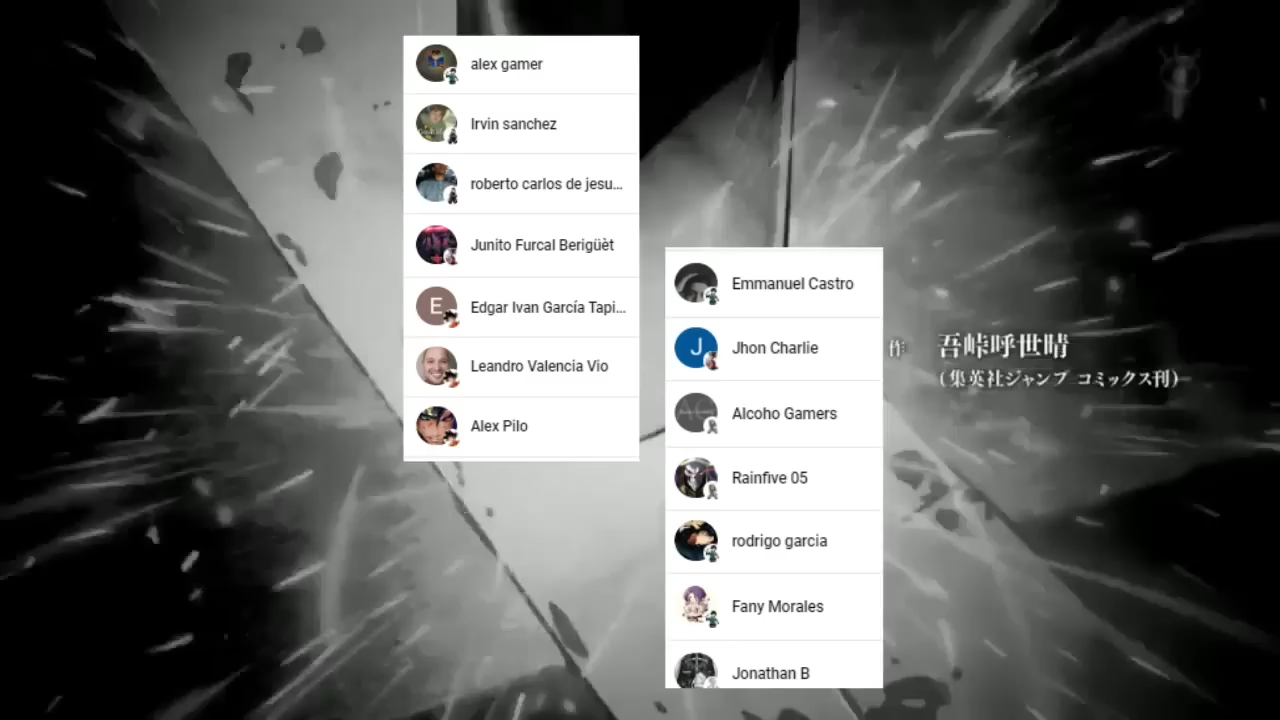 alex gamer
Irvin sanchez
roberto carlos de jesu...
Junito Furcal Berigüèt
E
Edgar Ivan García Tapi...
Leandro Valencia Vio
Alex Pilo
Emmanuel Castro
J
Jhon Charlie
Alcoho Gamers
Rainfive 05
rodrigo garcia
Fany Morales
Jonathan B
作 吾峠呼世晴
(集英社ジャンプ コミックス刊)